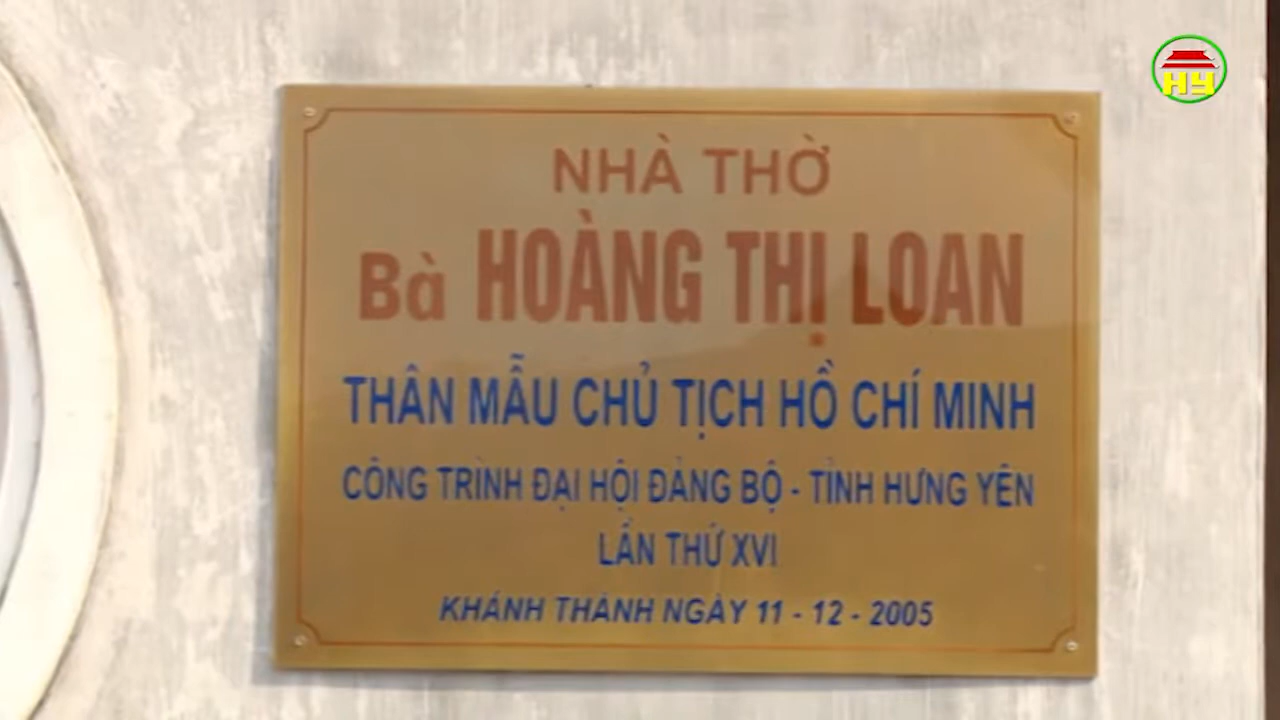 HY
NHÀ THỜ
Bà HOÀNG THỊ LOAN
THÂN MẪU CHỦ TỊCH HỒ CHÍ MINH
CÔNG TRÌNH ĐẠI HỘI ĐẢNG BỘ - TỈNH HƯNG YÊN
LẦN THỨ XVI
KHÁNH THÀNH NGÀY 11 - 12 - 2005